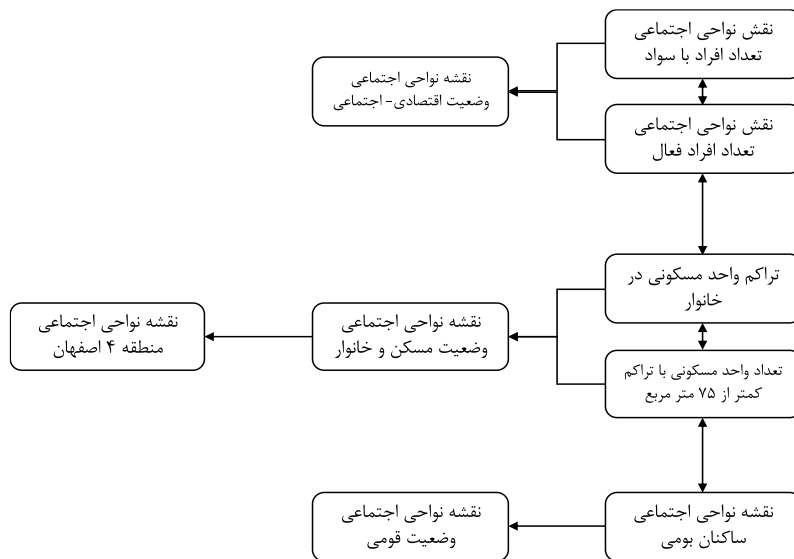 نقش نواحی اجتماعی
تعداد افراد با سواد
نقشه نواحی اجتماعی
وضعیت اقتصادی- اجتماعی
نقش نواحی اجتماعی
تعداد افراد فعال
تراکم واحد مسکونی در
خانوار
نقشه نواحی اجتماعی
وضعیت مسکن و خانوار
نقشه نواحی اجتماعی
منطقه ۴ اصفهان
تعداد واحد مسکونی با تراکم
کمتر از ۷۵ متر مربع
نقشه نواحی اجتماعی
ساکنان بومی
نقشه نواحی اجتماعی
وضعیت قومی